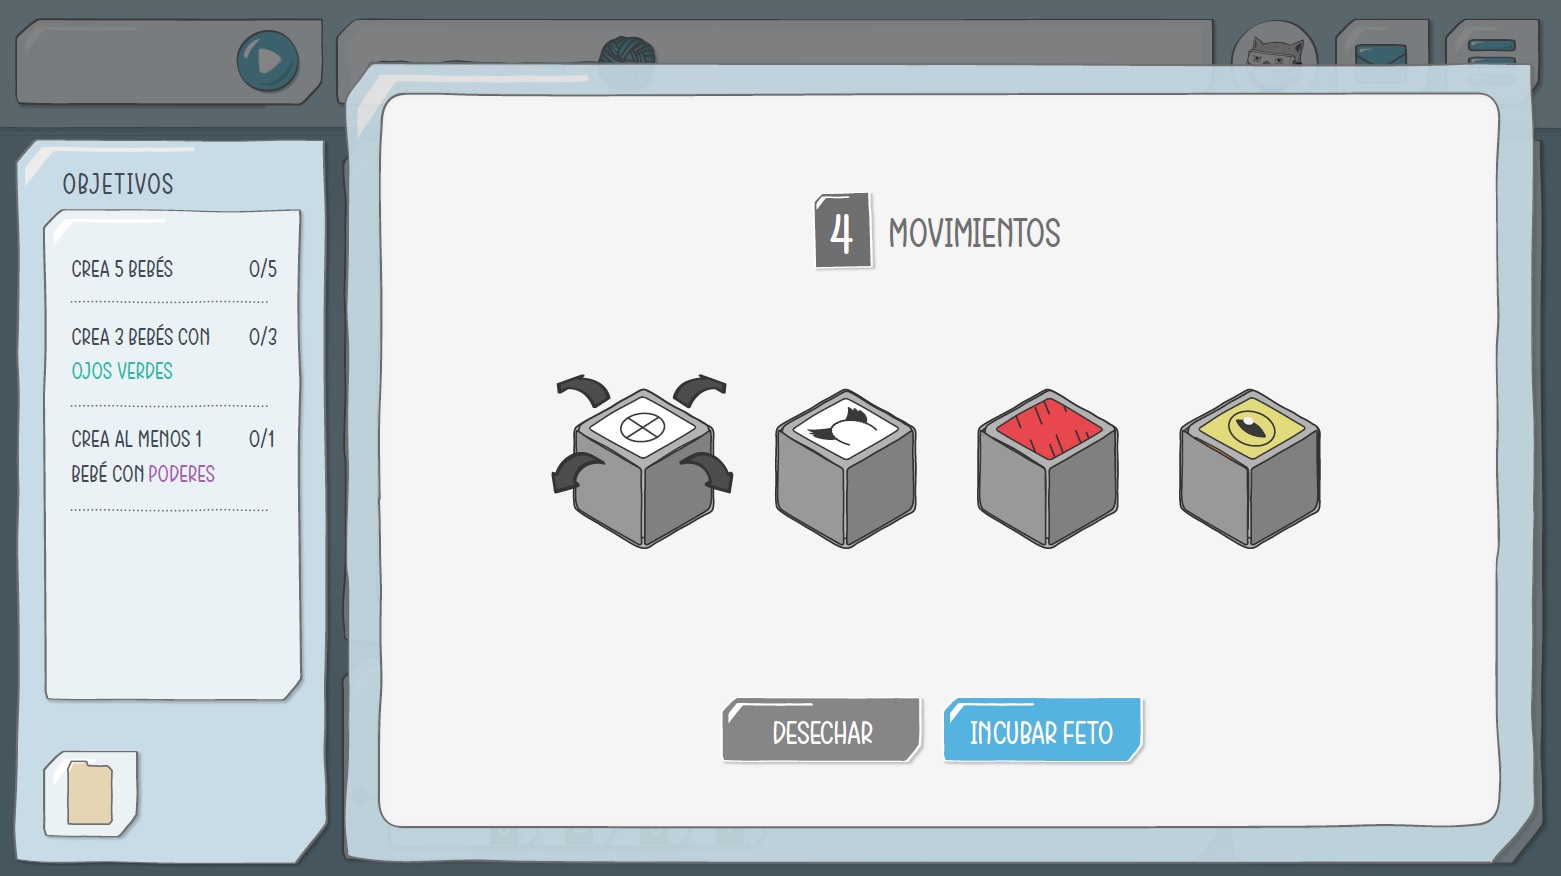 OBJETIVOS
CREA 5 BEBÉS 0/5
CREA 3 BEBÉS CON 0/3
OJOS VERDES
CREA AL MENOS 1 0/1
BEBÉ CON PODERES
4 MOVIMIENTOS
DESECHAR
INCUBAR FETO